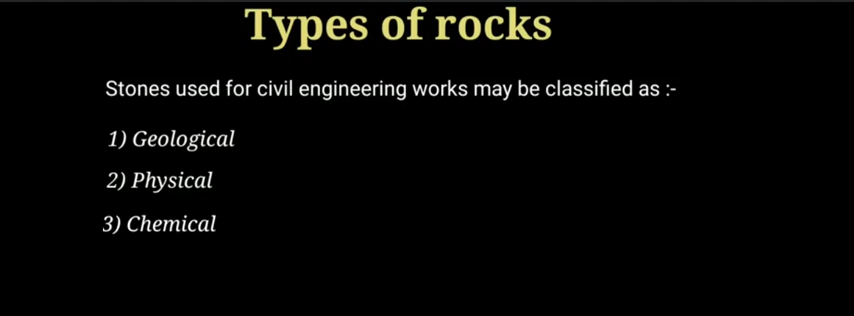 Types of rocks
Stones used for civil engineering works may be classified as :-
1) Geological
2) Physical
3) Chemical